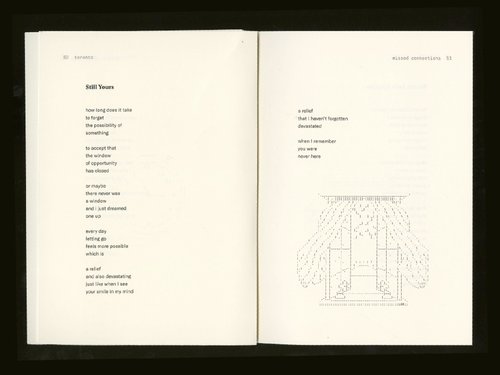 toronto
Still Yours
how long does it take
to forget
the possibility of
something
to accept that
the window
of opportunity
has closed
or maybe
there never was
a window
and i just dreamed
one up
every day
letting go
feels more possible
which is
a relief
and also devastating
just like when I see
your smile in my mind
missed connections 51
a relief
that I haven't forgotten
devastated
when I remember
you were
never here